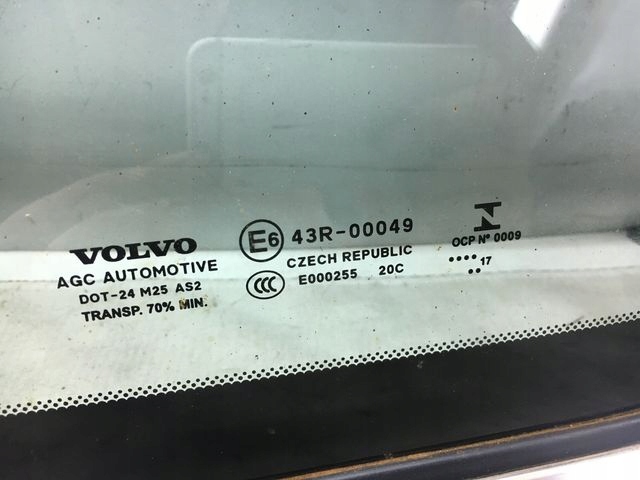 VOLVO
AGC AUTOMOTIVE
DOT-24 M25 AS2
TRANSP. 70% MIN.
E6 43R-00049
CZECH REPUBLIC
CCC E000255 20C
OCP Nº 0009
•••• 17
••